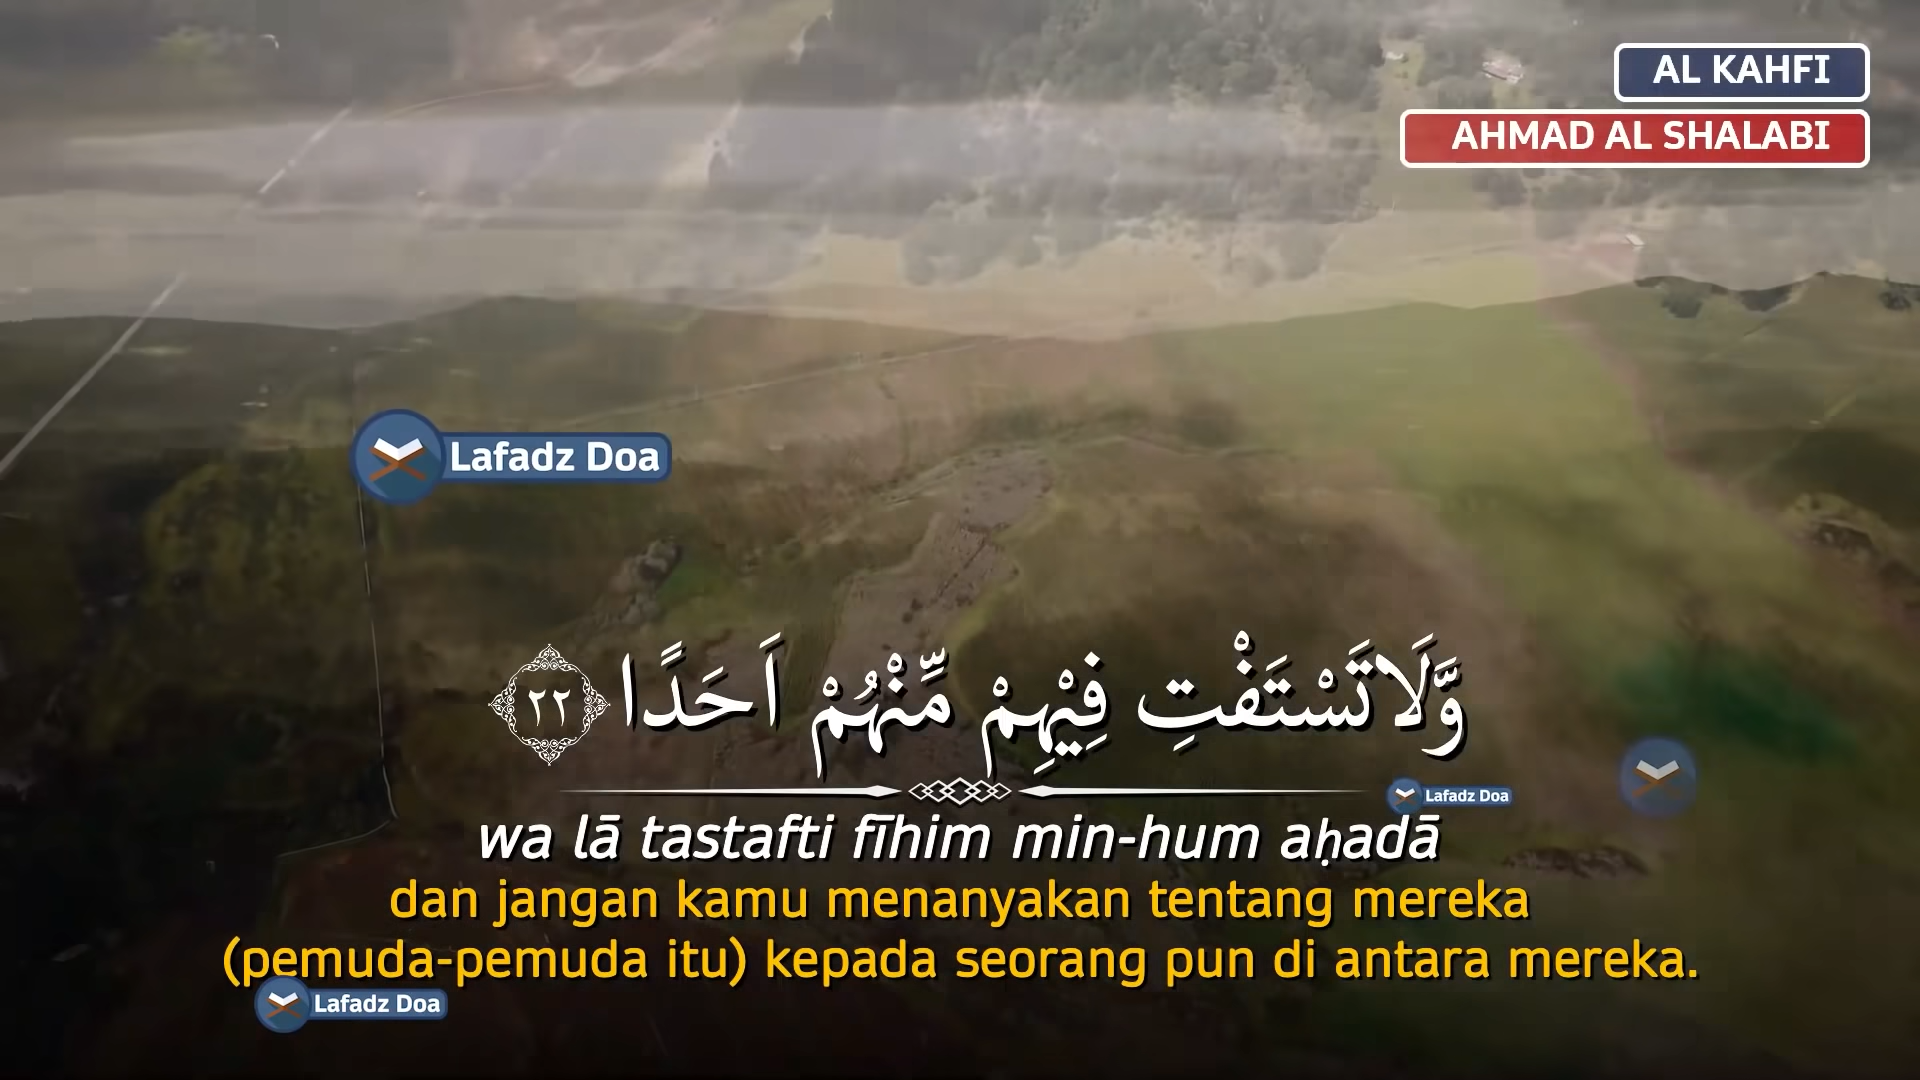 AL KAHFI
AHMAD AL SHALABI
Lafadz Doa
وَّلَا تَسْتَفْتِ فِيْهِمْ مِّنْهُمْ اَحَدًا ۝٢٢
Lafadz Doa
wa lā tastafti fīhim min-hum aḥadā
dan jangan kamu menanyakan tentang mereka
(pemuda-pemuda itu) kepada seorang pun di antara mereka.
Lafadz Doa